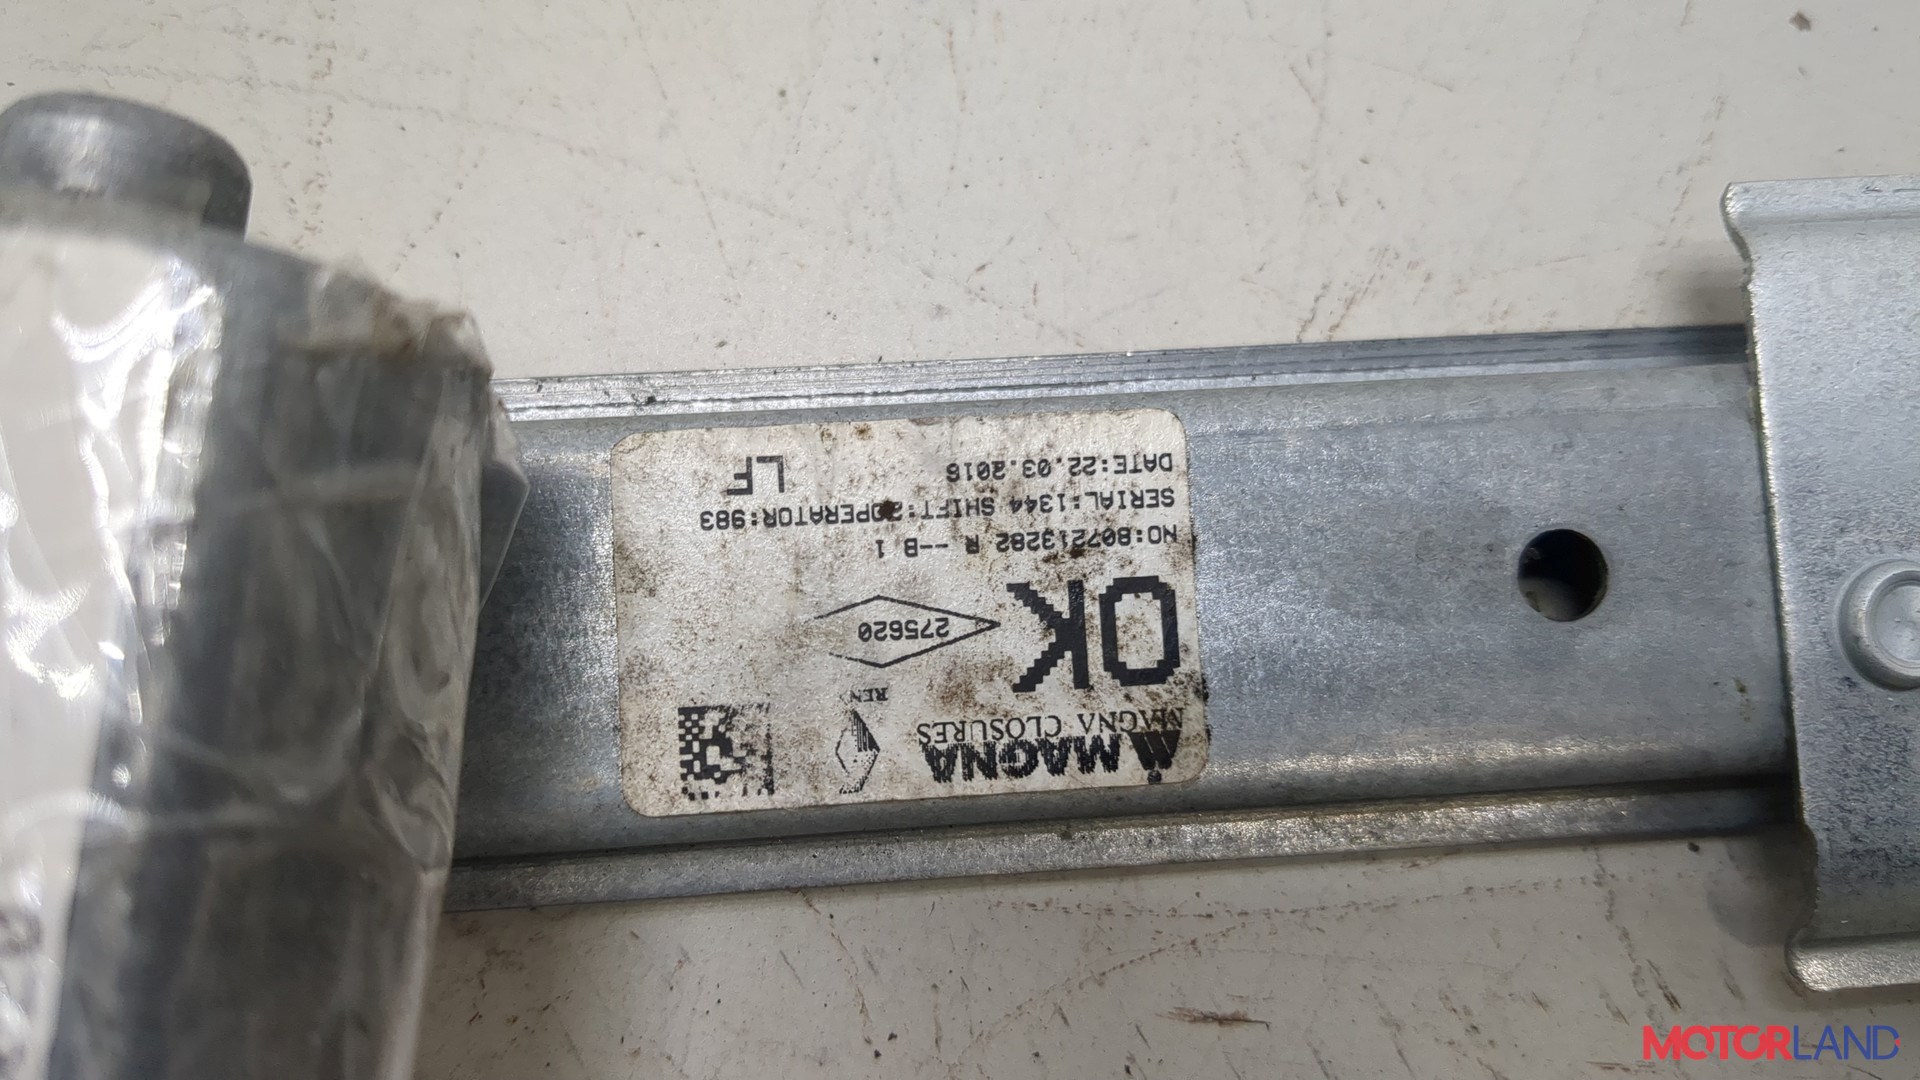 MAGNA
MAGNA CLOSURES
REN
OK
275620
NO:807213282 R --B 1
SERIAL:1344 SHIFT:2OPERATOR:983
DATE:22.03.2016
LF
MOTORLAND